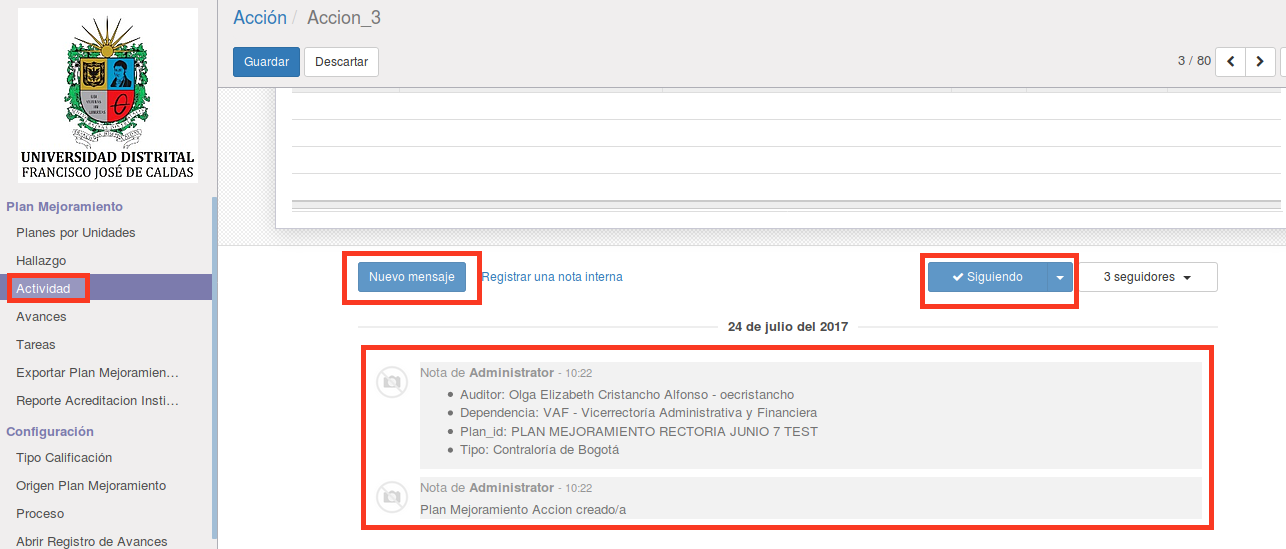 UNIVERSIDAD DISTRITAL
FRANCISCO JOSÉ DE CALDAS
Plan Mejoramiento
Planes por Unidades
Hallazgo
Actividad
Avances
Tareas
Exportar Plan Mejoramien...
Reporte Acreditacion Insti...
Configuración
Tipo Calificación
Origen Plan Mejoramiento
Proceso
Abrir Registro de Avances
Acción / Accion_3
Guardar Descartar 3 / 80
Nuevo mensaje Registrar una nota interna Siguiendo 3 seguidores
24 de julio del 2017
Nota de Administrator - 10:22
Auditor: Olga Elizabeth Cristancho Alfonso - oecristancho
Dependencia: VAF - Vicerrectoría Administrativa y Financiera
Plan_id: PLAN MEJORAMIENTO RECTORIA JUNIO 7 TEST
Tipo: Contraloría de Bogotá
Nota de Administrator - 10:22
Plan Mejoramiento Accion creado/a